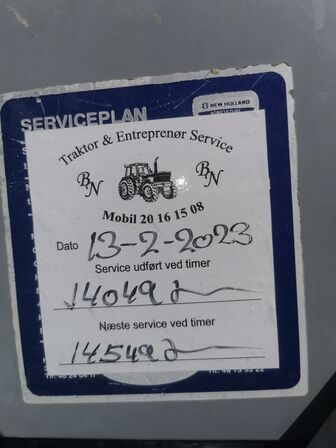 SERVICEPLAN
NEW HOLLAND
Traktor & Entreprenør Service
BN
BN
Mobil 20 16 15 08
Dato 13-2-2023
Service udført ved timer
14049
Næste service ved timer
14549